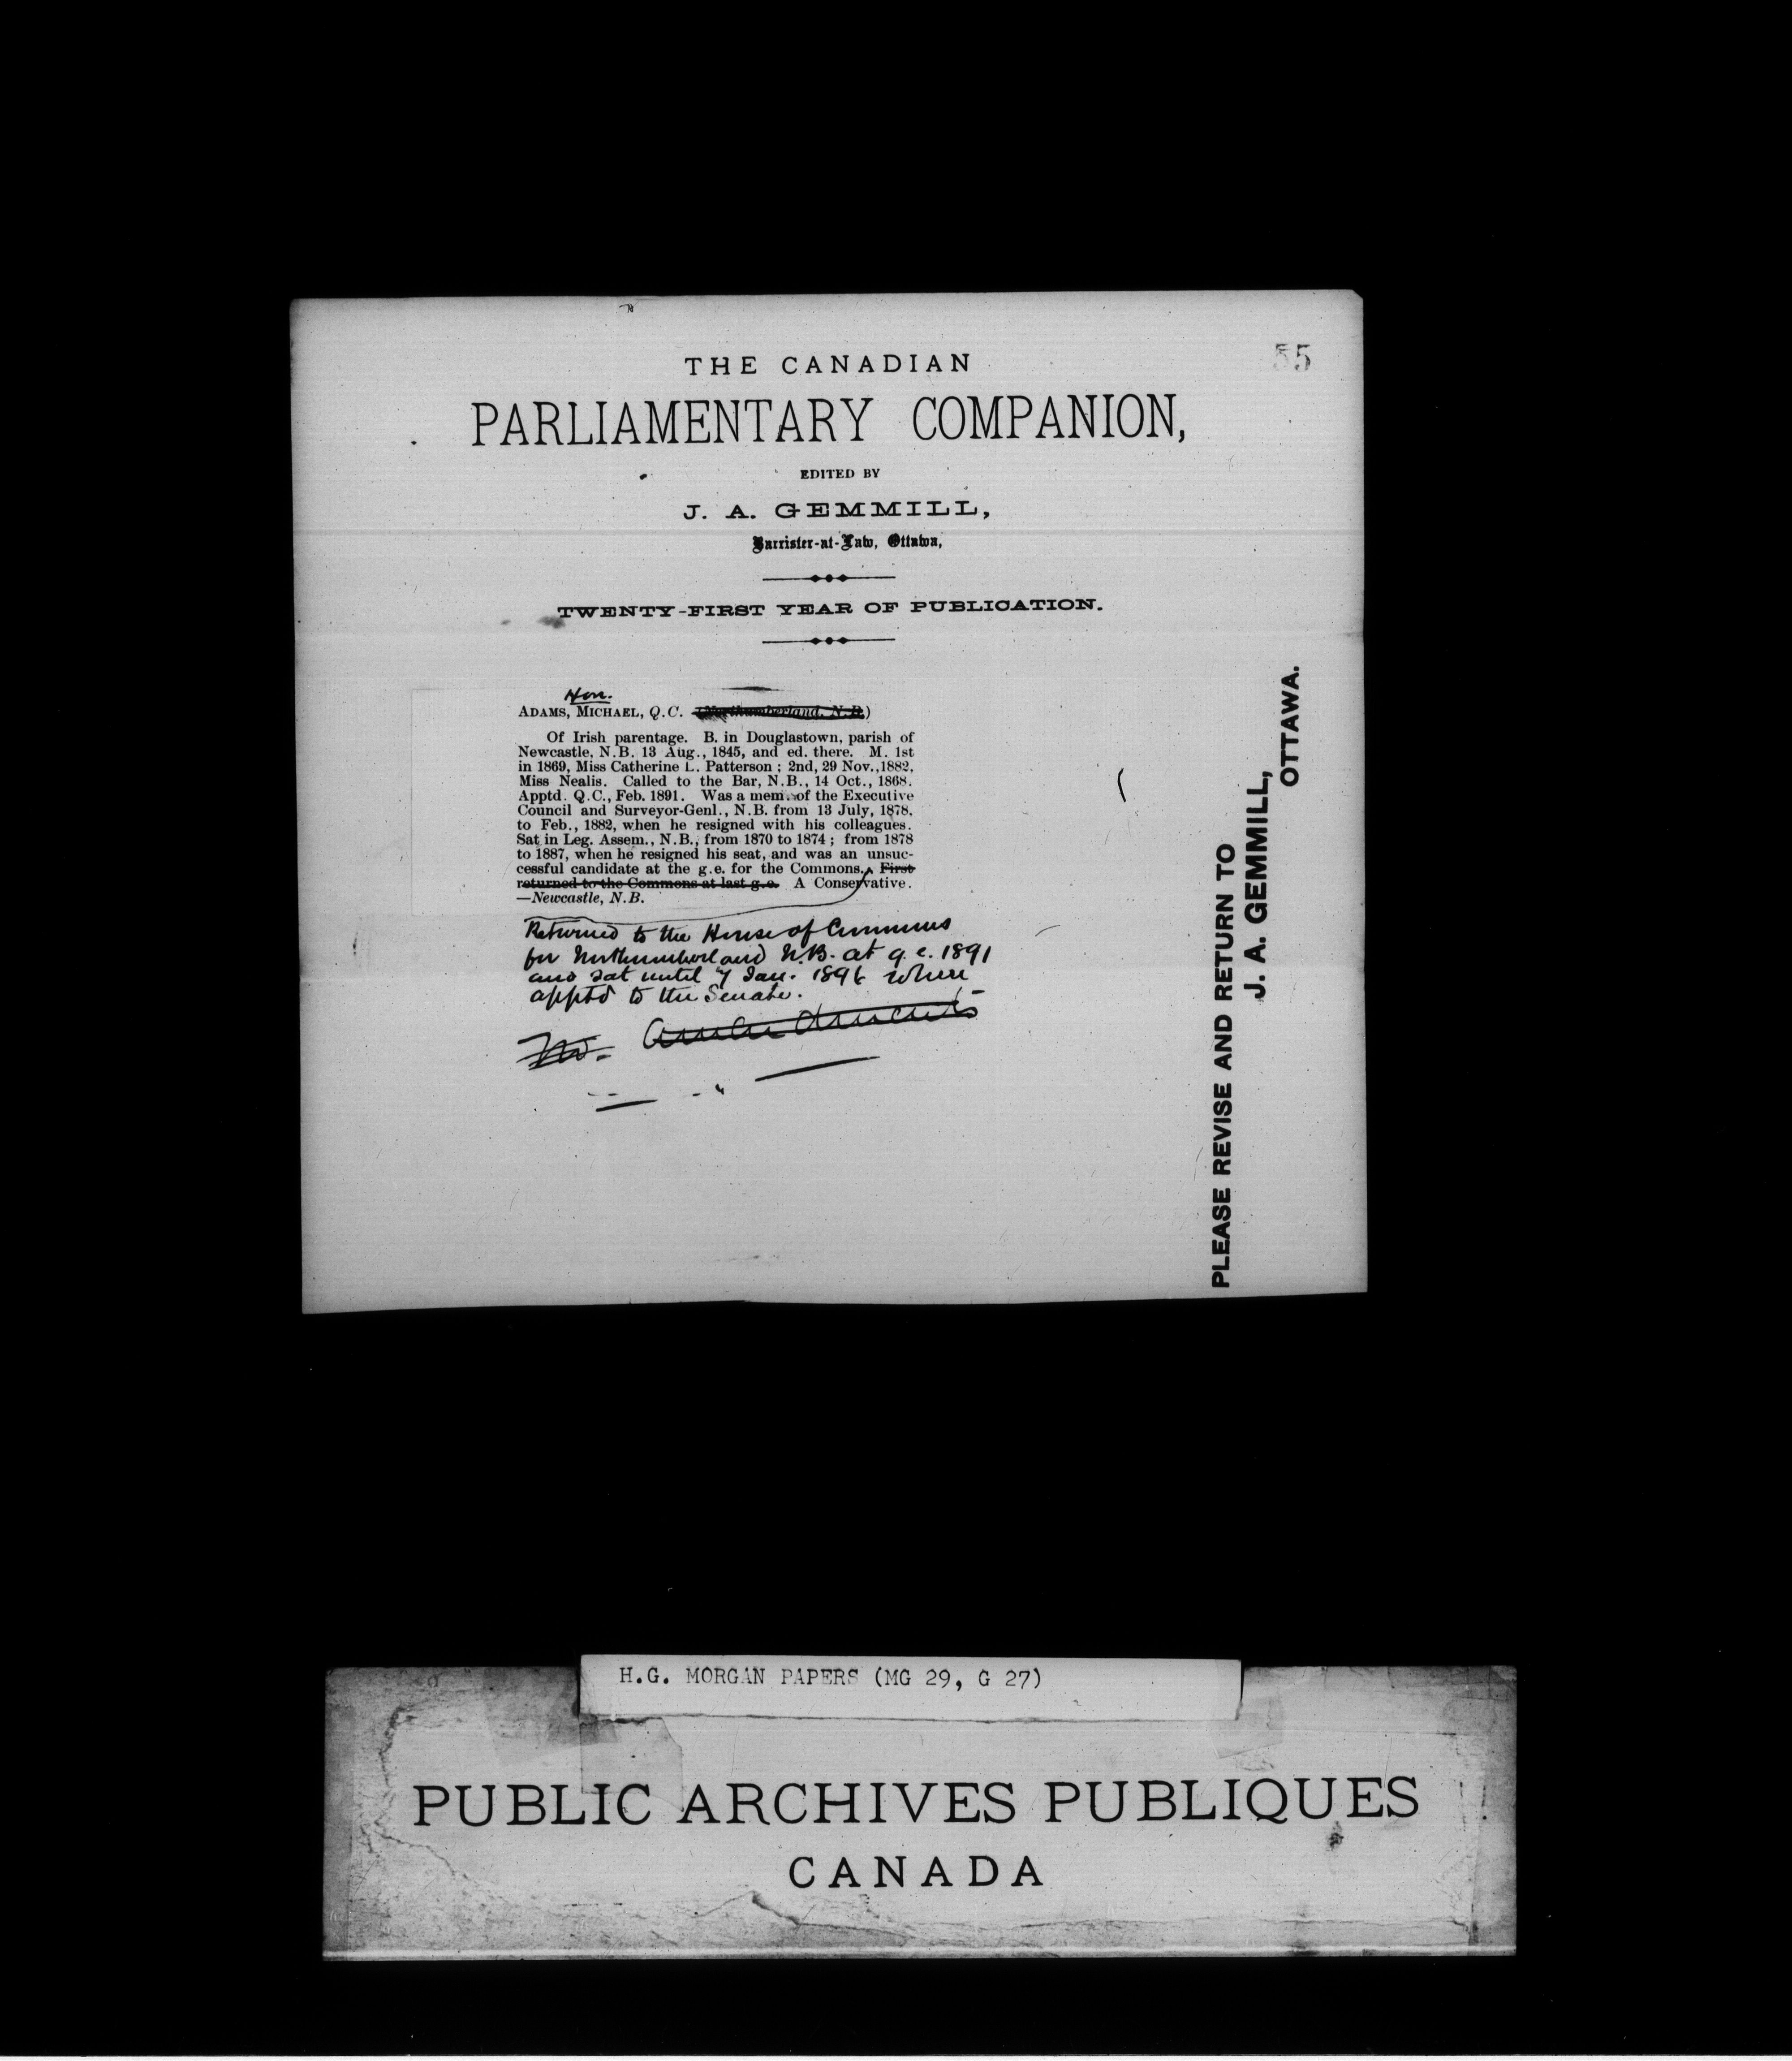 55
THE CANADIAN
PARLIAMENTARY COMPANION,
EDITED BY
J. A. GEMMILL,
Barrister-at-Law, Ottawa,
TWENTY-FIRST YEAR OF PUBLICATION.
Hon.
ADAMS, MICHAEL, Q.C. (Northumberland, N.B.)
Of Irish parentage. B. in Douglastown, parish of
Newcastle, N.B. 13 Aug., 1845, and ed. there. M. 1st
in 1869, Miss Catherine L. Patterson ; 2nd, 29 Nov., 1882,
Miss Nealis. Called to the Bar, N.B., 14 Oct., 1868.
Apptd. Q.C., Feb. 1891. Was a mem. of the Executive
Council and Surveyor-Genl., N.B. from 13 July, 1878,
to Feb., 1882, when he resigned with his colleagues.
Sat in Leg. Assem., N.B., from 1870 to 1874 ; from 1878
to 1887, when he resigned his seat, and was an unsuc-
cessful candidate at the g.e. for the Commons. First
returned to the Commons at last g.e. A Conservative.
—Newcastle, N.B.
Returned to the House of Commons
for Northumberland N.B. at g.e. 1891
and sat until 7 Jan. 1896 when
apptd to the Senate.
PLEASE REVISE AND RETURN TO
J. A. GEMMILL,
OTTAWA.
H.G. MORGAN PAPERS (MG 29, G 27)
PUBLIC ARCHIVES PUBLIQUES
CANADA